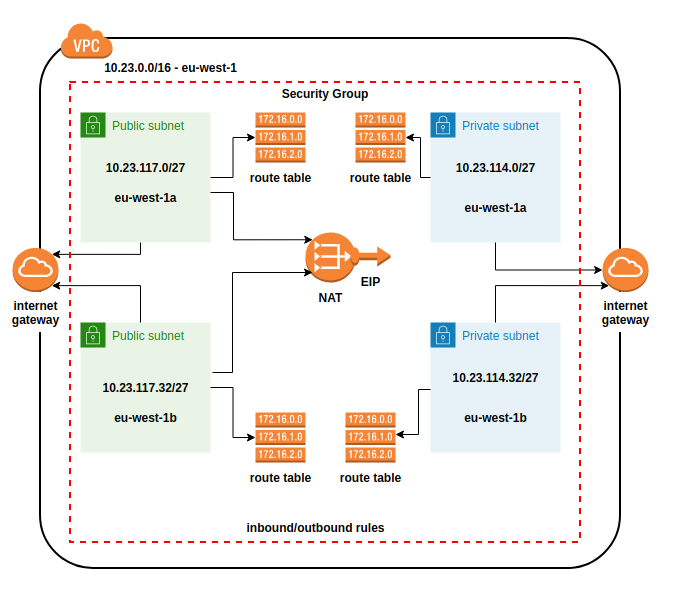 VPC
10.23.0.0/16 - eu-west-1
Security Group
Public subnet
10.23.117.0/27
eu-west-1a
172.16.0.0
172.16.1.0
172.16.2.0
route table
172.16.0.0
172.16.1.0
172.16.2.0
route table
Private subnet
10.23.114.0/27
eu-west-1a
internet
gateway
NAT
EIP
internet
gateway
Public subnet
10.23.117.32/27
eu-west-1b
172.16.0.0
172.16.1.0
172.16.2.0
route table
172.16.0.0
172.16.1.0
172.16.2.0
route table
Private subnet
10.23.114.32/27
eu-west-1b
inbound/outbound rules